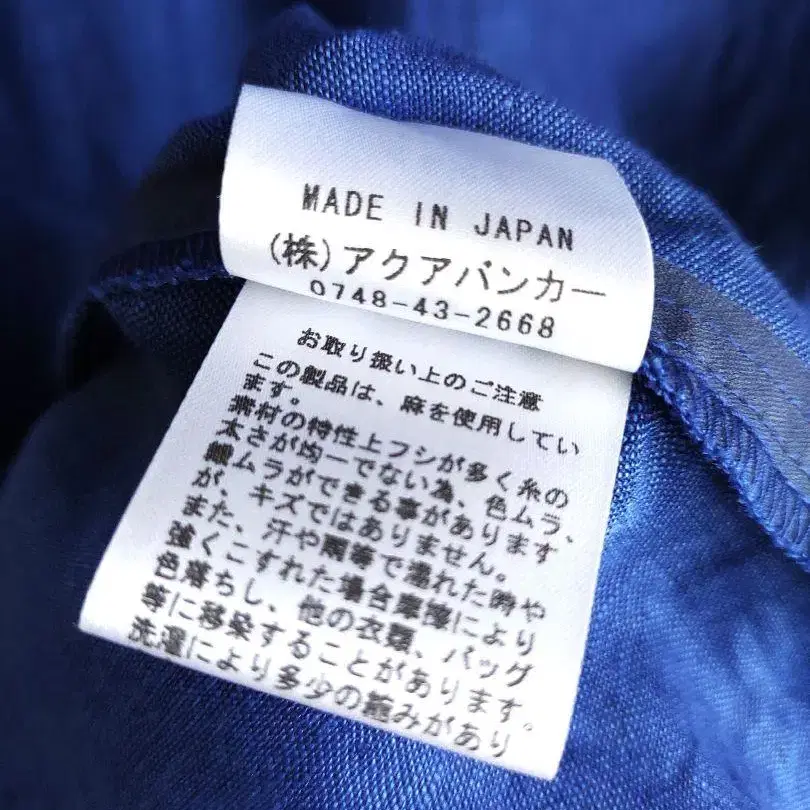 MADE IN JAPAN
(株)アクアバンカー
0748-43-2668
お取り扱い上のご注意
この製品は、麻を使用してい
ます。
素材の特性上フシが多く糸の
太さが均一でない為、色ムラ、
織ムラができる事があります
が、キズではありません。
また、汗や雨等で濡れた時や
強くこすれた場合摩擦により
色落ちし、他の衣類、バッグ
等に移染することがあります。
洗濯により多少の縮みがあり